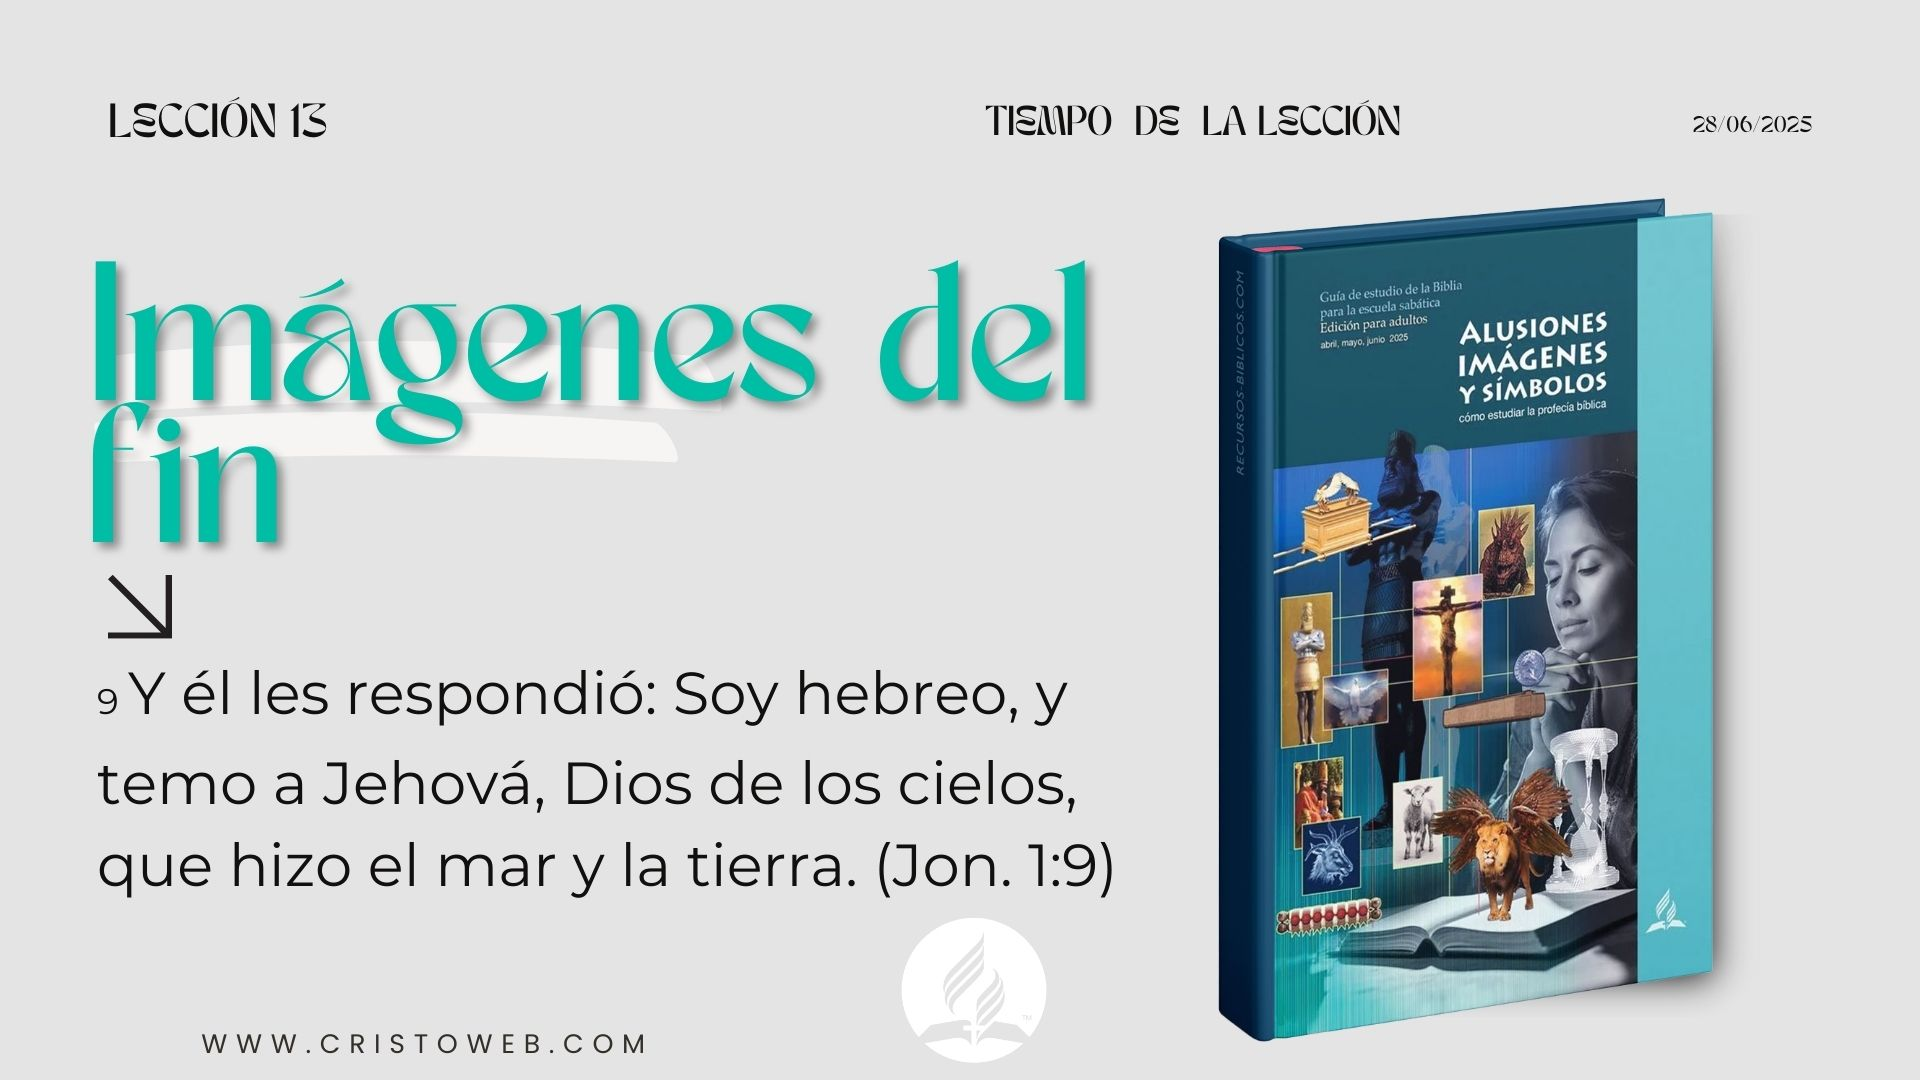 LECCIÓN 13
TIEMPO DE LA LECCIÓN
28/06/2025
Imágenes del
fin
9 Y él les respondió: Soy hebreo, y
temo a Jehová, Dios de los cielos,
que hizo el mar y la tierra. (Jon. 1:9)
WWW.CRISTOWEB.COM
TM
RECURSOS-BIBLICOS.COM
Guía de estudio de la Biblia
para la escuela sabática
Edición para adultos
abril, mayo, junio 2025
ALUSIONES
IMÁGENES
Y SÍMBOLOS
cómo estudiar la profecía bíblica